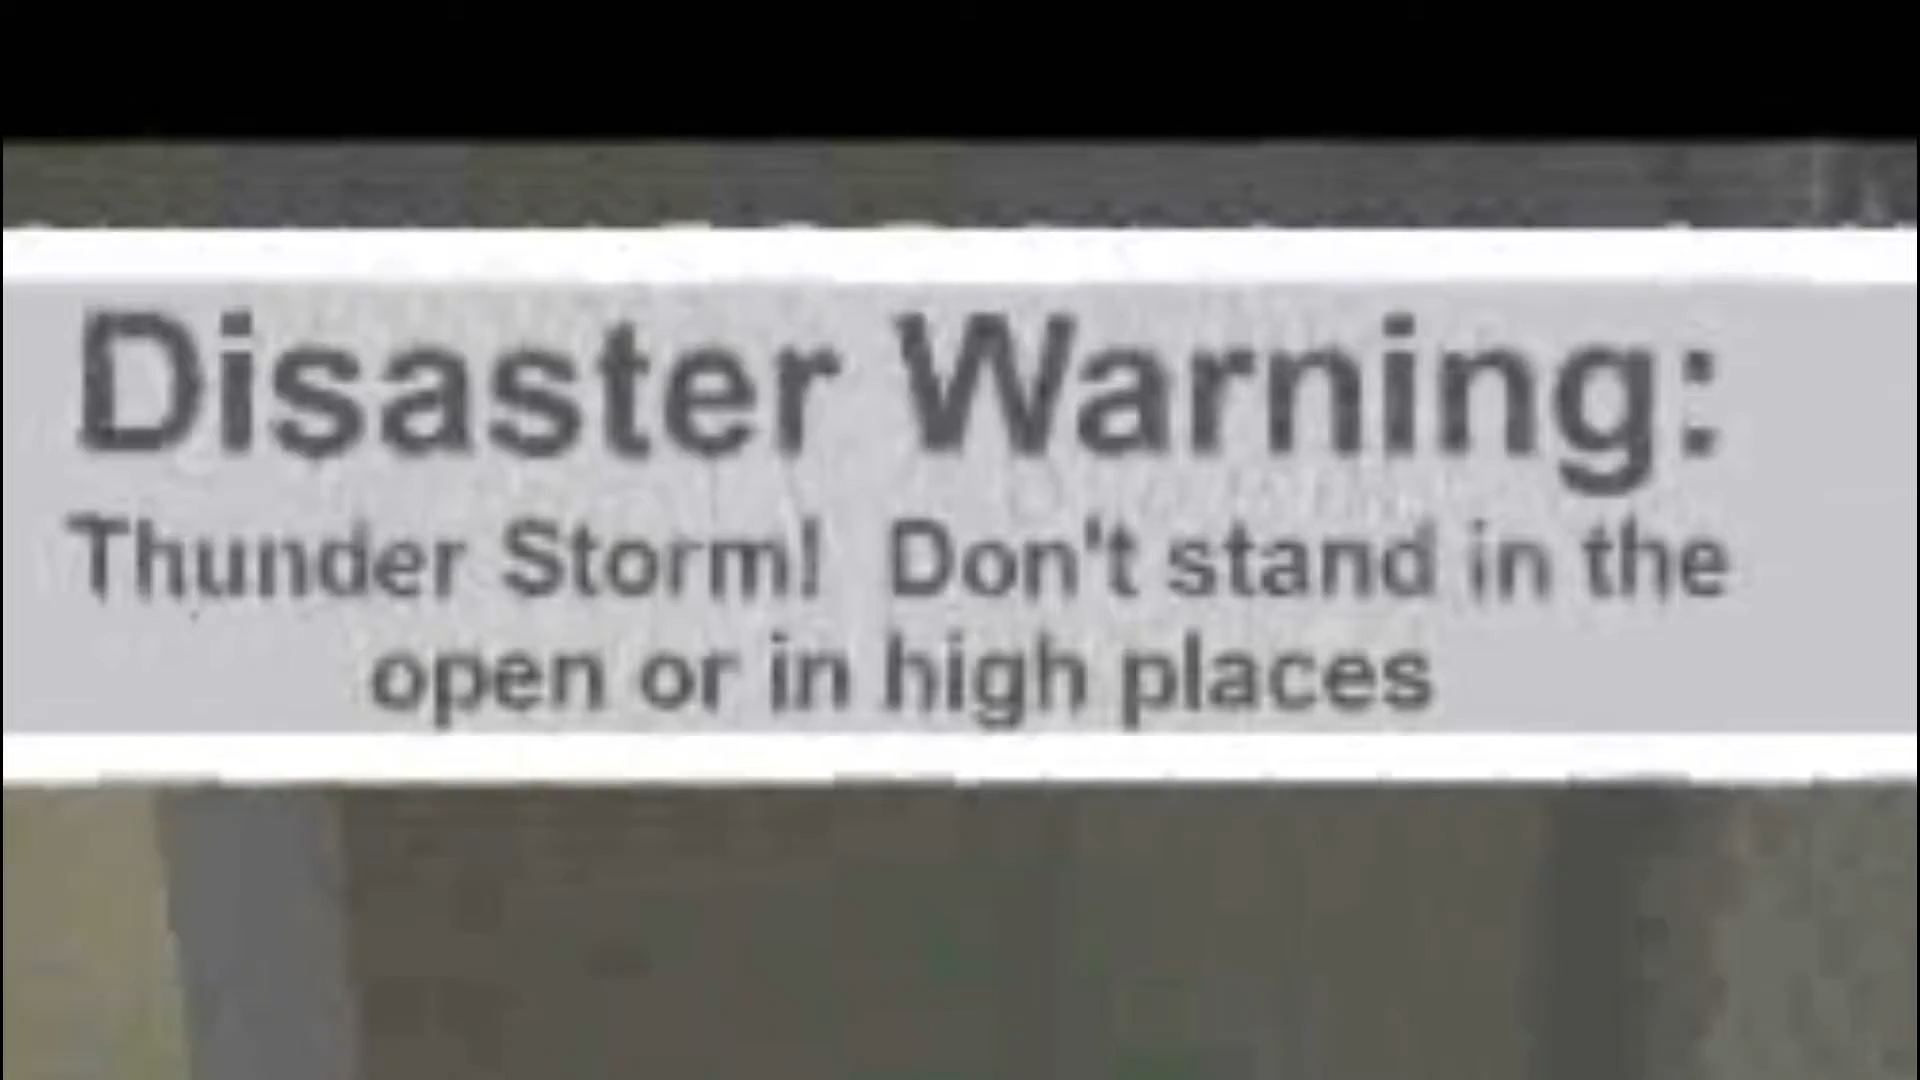 Disaster Warning:
Thunder Storm!  Don't stand in the
open or in high places